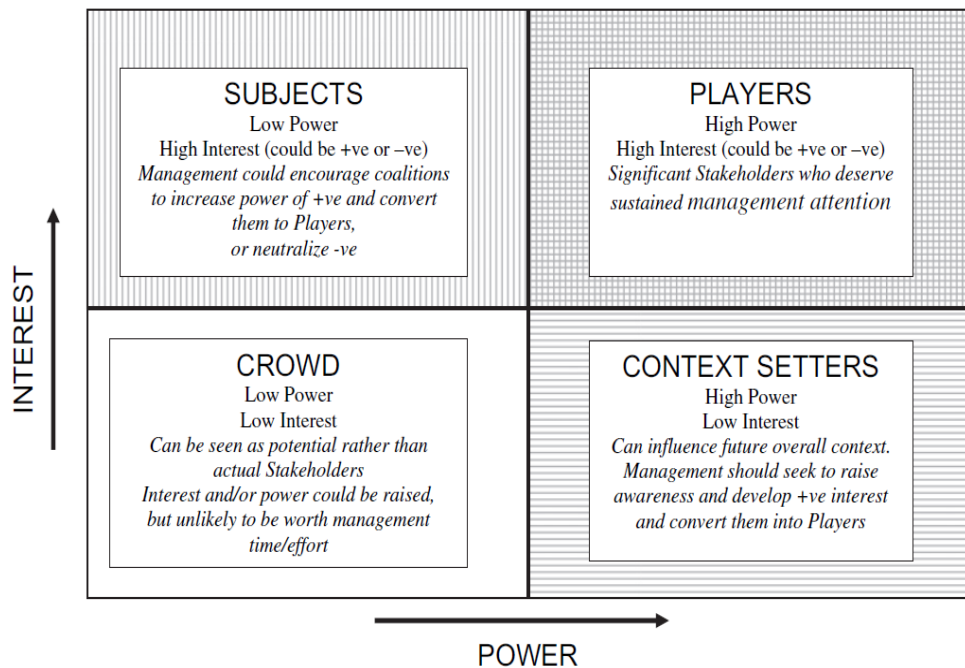 SUBJECTS
Low Power
High Interest (could be +ve or –ve)
Management could encourage coalitions
to increase power of +ve and convert
them to Players,
or neutralize -ve
PLAYERS
High Power
High Interest (could be +ve or –ve)
Significant Stakeholders who deserve
sustained management attention
INTEREST
CROWD
Low Power
Low Interest
Can be seen as potential rather than
actual Stakeholders
Interest and/or power could be raised,
but unlikely to be worth management
time/effort
CONTEXT SETTERS
High Power
Low Interest
Can influence future overall context.
Management should seek to raise
awareness and develop +ve interest
and convert them into Players
POWER